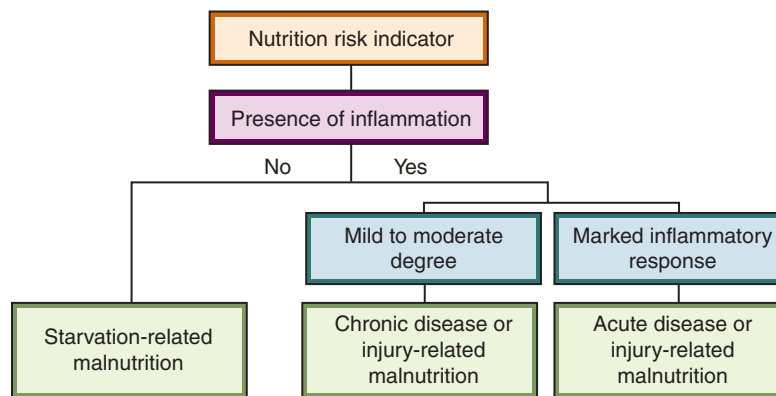 Nutrition risk indicator
Presence of inflammation
No
Yes
Mild to moderate
degree
Marked inflammatory
response
Starvation-related
malnutrition
Chronic disease or
injury-related
malnutrition
Acute disease or
injury-related
malnutrition